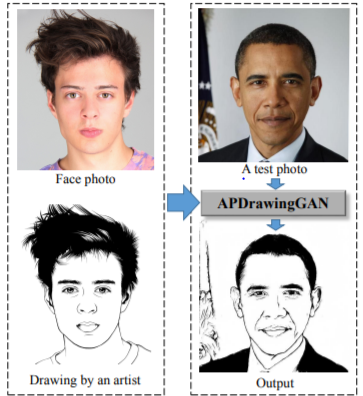 Face photo
Drawing by an artist
A test photo
APDrawingGAN
Output